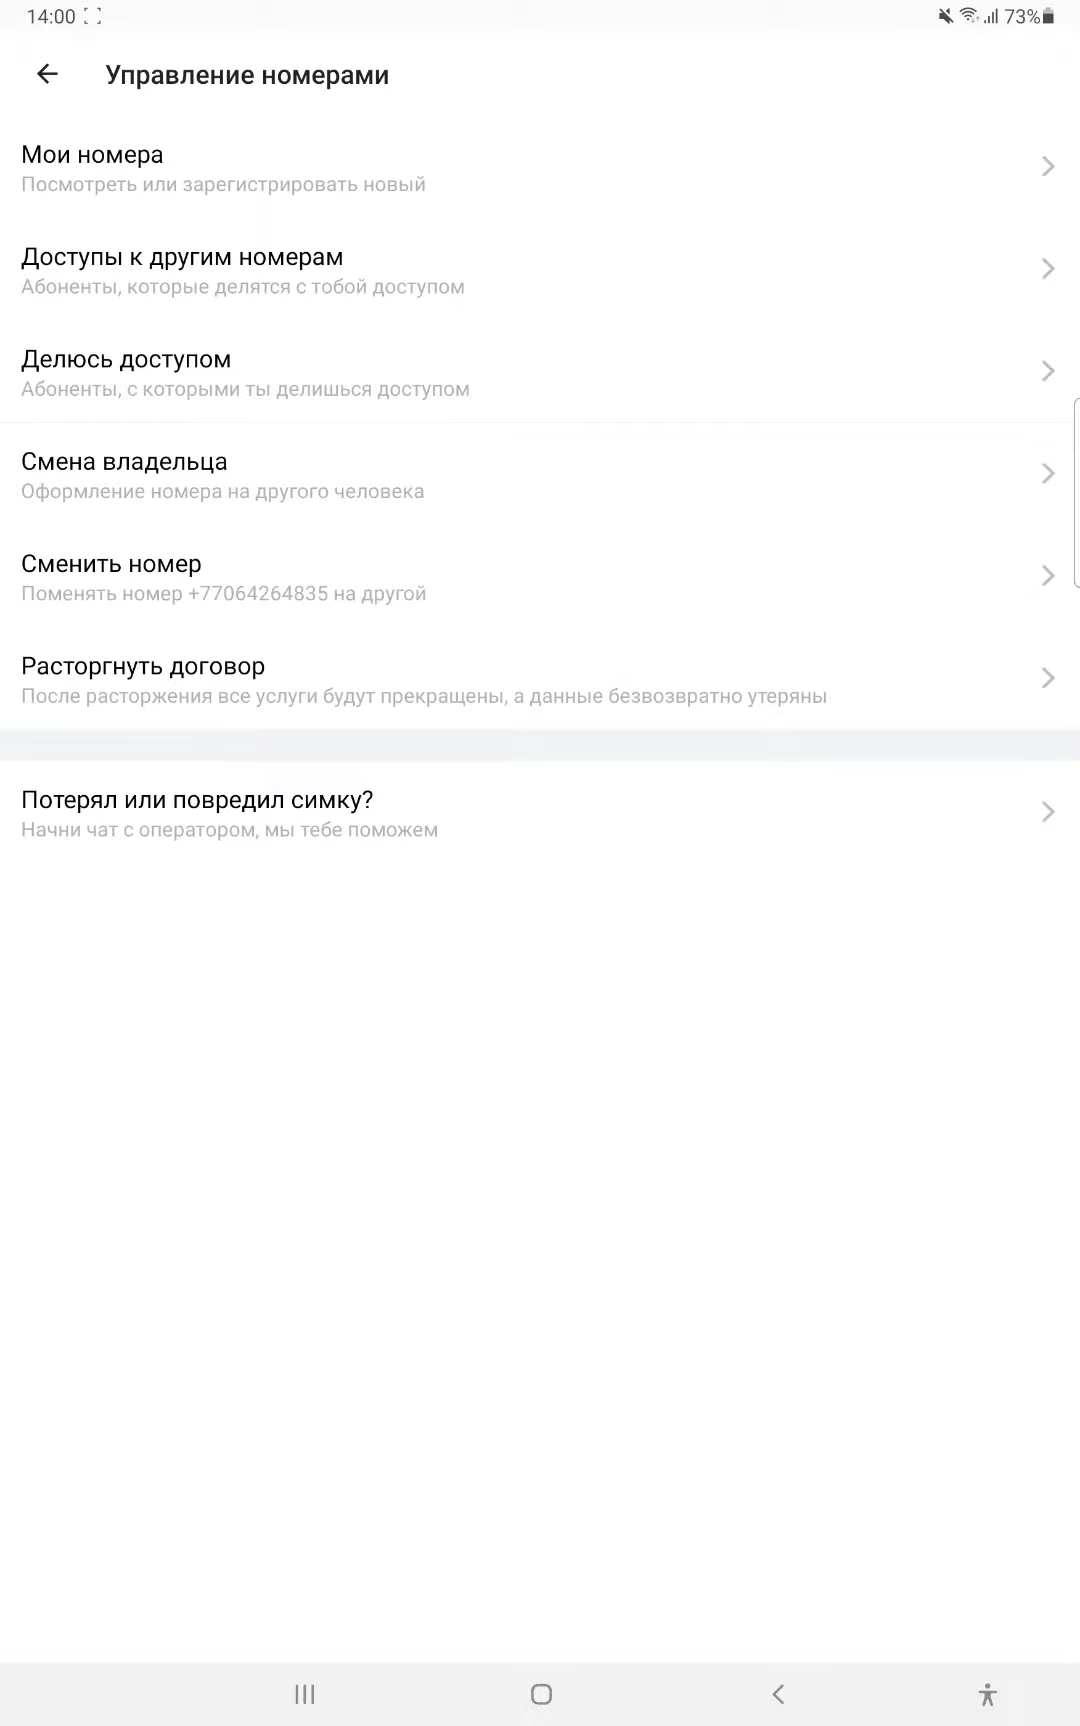 14:00
73%
Управление номерами
Мои номера
Посмотреть или зарегистрировать новый
Доступы к другим номерам
Абоненты, которые делятся с тобой доступом
Делюсь доступом
Абоненты, с которыми ты делишься доступом
Смена владельца
Оформление номера на другого человека
Сменить номер
Поменять номер +77064264835 на другой
Расторгнуть договор
После расторжения все услуги будут прекращены, а данные безвозвратно утеряны
Потерял или повредил симку?
Начни чат с оператором, мы тебе поможем